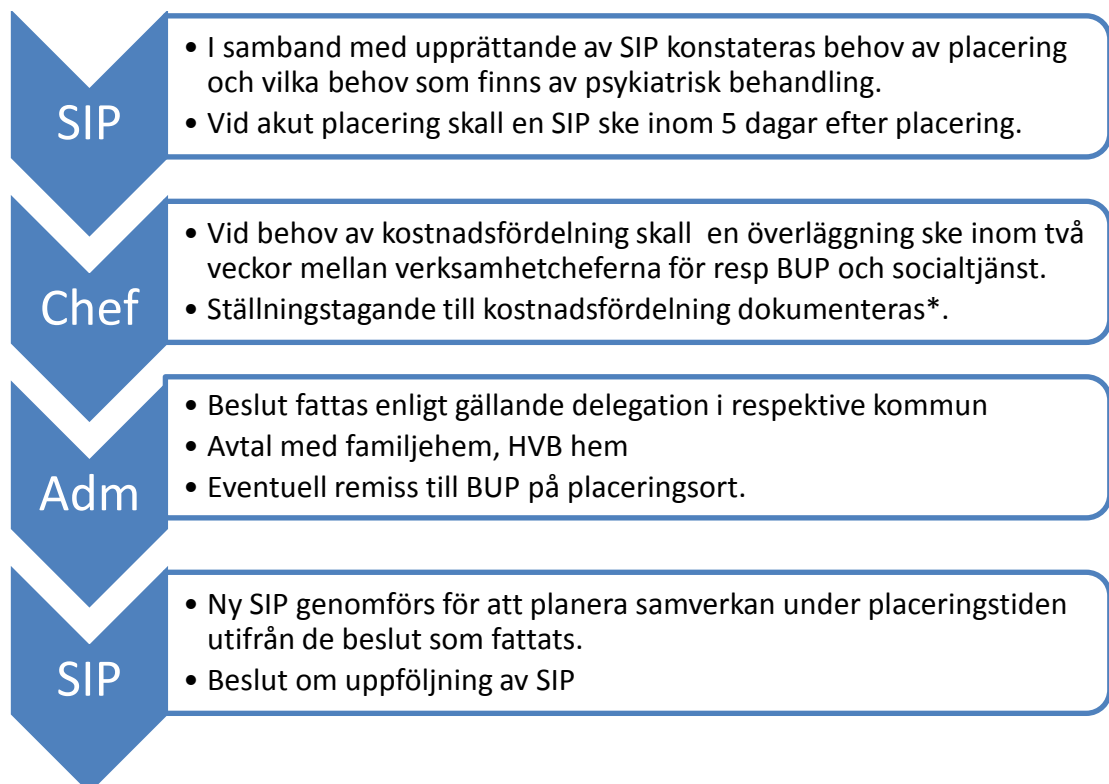 SIP
• I samband med upprättande av SIP konstateras behov av placering
och vilka behov som finns av psykiatrisk behandling.
• Vid akut placering skall en SIP ske inom 5 dagar efter placering.
Chef
• Vid behov av kostnadsfördelning skall en överläggning ske inom två
veckor mellan verksamhetcheferna för resp BUP och socialtjänst.
• Ställningstagande till kostnadsfördelning dokumenteras*.
Adm
• Beslut fattas enligt gällande delegation i respektive kommun
• Avtal med familjehem, HVB hem
• Eventuell remiss till BUP på placeringsort.
SIP
• Ny SIP genomförs för att planera samverkan under placeringstiden
utifrån de beslut som fattats.
• Beslut om uppföljning av SIP